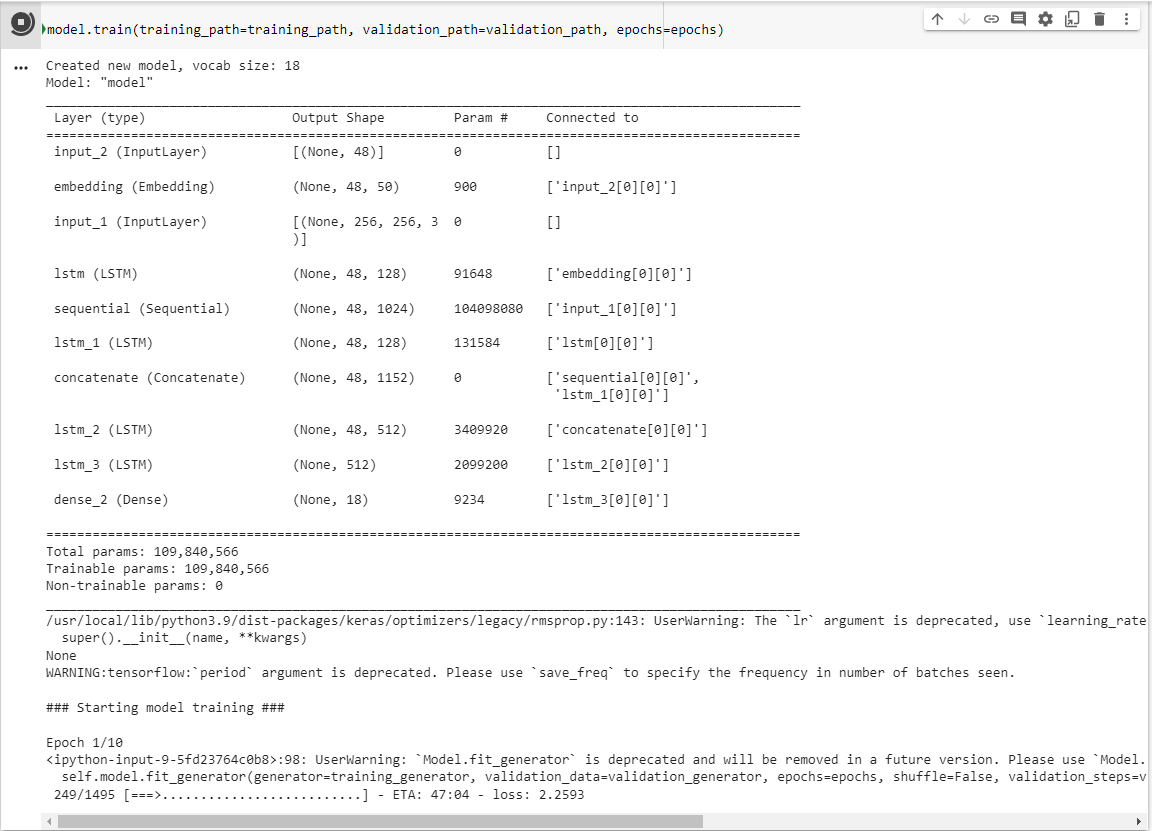 model.train(training_path=training_path, validation_path=validation_path, epochs=epochs)
Created new model, vocab size: 18
Model: "model"
Layer (type) Output Shape Param # Connected to
input_2 (InputLayer) [(None, 48)] 0 []
embedding (Embedding) (None, 48, 50) 900 ['input_2[0][0]']
input_1 (InputLayer) [(None, 256, 256, 3 0 []
)]
lstm (LSTM) (None, 48, 128) 91648 ['embedding[0][0]']
sequential (Sequential) (None, 48, 1024) 104098080 ['input_1[0][0]']
lstm_1 (LSTM) (None, 48, 128) 131584 ['lstm[0][0]']
concatenate (Concatenate) (None, 48, 1152) 0 ['sequential[0][0]',
'lstm_1[0][0]']
lstm_2 (LSTM) (None, 48, 512) 3409920 ['concatenate[0][0]']
lstm_3 (LSTM) (None, 512) 2099200 ['lstm_2[0][0]']
dense_2 (Dense) (None, 18) 9234 ['lstm_3[0][0]']
Total params: 109,840,566
Trainable params: 109,840,566
Non-trainable params: 0
/usr/local/lib/python3.9/dist-packages/keras/optimizers/legacy/rmsprop.py:143: UserWarning: The `lr` argument is deprecated, use `learning_rate
super().__init__(name, **kwargs)
None
WARNING:tensorflow:`period` argument is deprecated. Please use `save_freq` to specify the frequency in number of batches seen.
### Starting model training ###
Epoch 1/10
<ipython-input-9-5fd23764c0b8>:98: UserWarning: `Model.fit_generator` is deprecated and will be removed in a future version. Please use `Model.
self.model.fit_generator(generator=training_generator, validation_data=validation_generator, epochs=epochs, shuffle=False, validation_steps=v
249/1495 [===>..........................] - ETA: 47:04 - loss: 2.2593